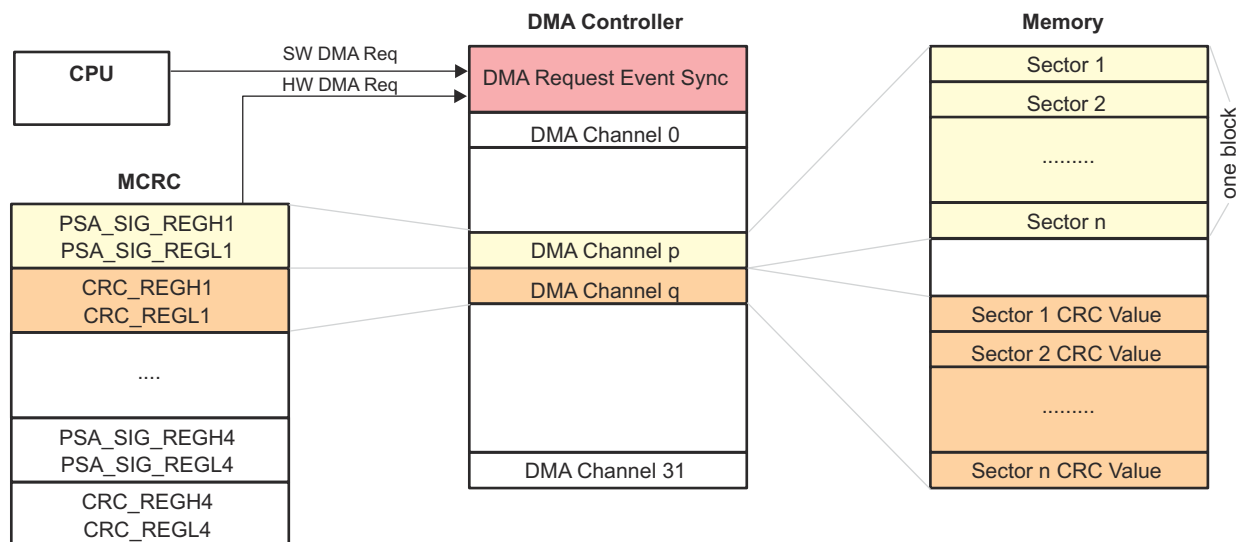 DMA Controller
Memory
CPU
SW DMA Req
HW DMA Req
DMA Request Event Sync
DMA Channel 0
DMA Channel p
DMA Channel q
DMA Channel 31
MCRC
PSA_SIG_REGH1
PSA_SIG_REGL1
CRC_REGH1
CRC_REGL1
....
PSA_SIG_REGH4
PSA_SIG_REGL4
CRC_REGH4
CRC_REGL4
Sector 1
Sector 2
.........
Sector n
one block
Sector 1 CRC Value
Sector 2 CRC Value
.........
Sector n CRC Value